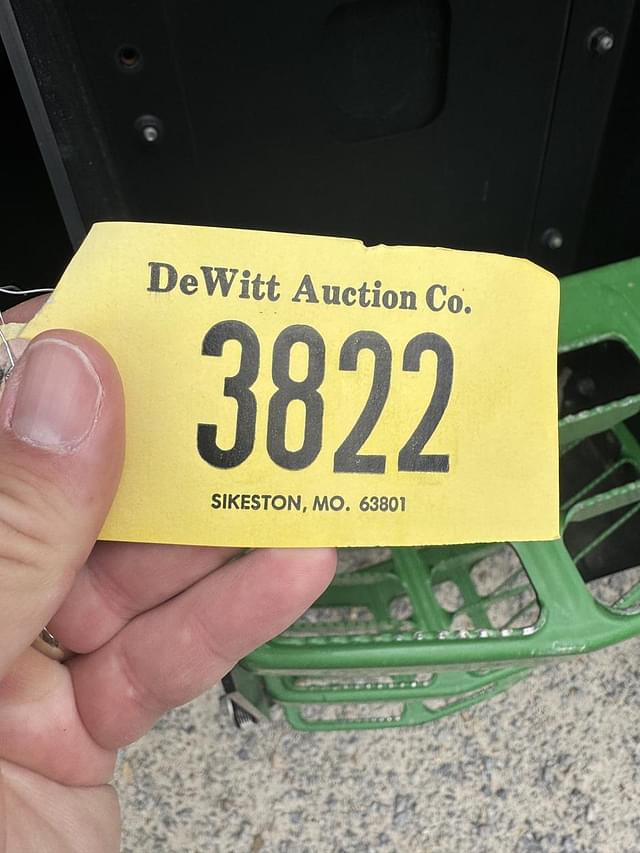 DeWitt Auction Co.
3822
SIKESTON, MO. 63801